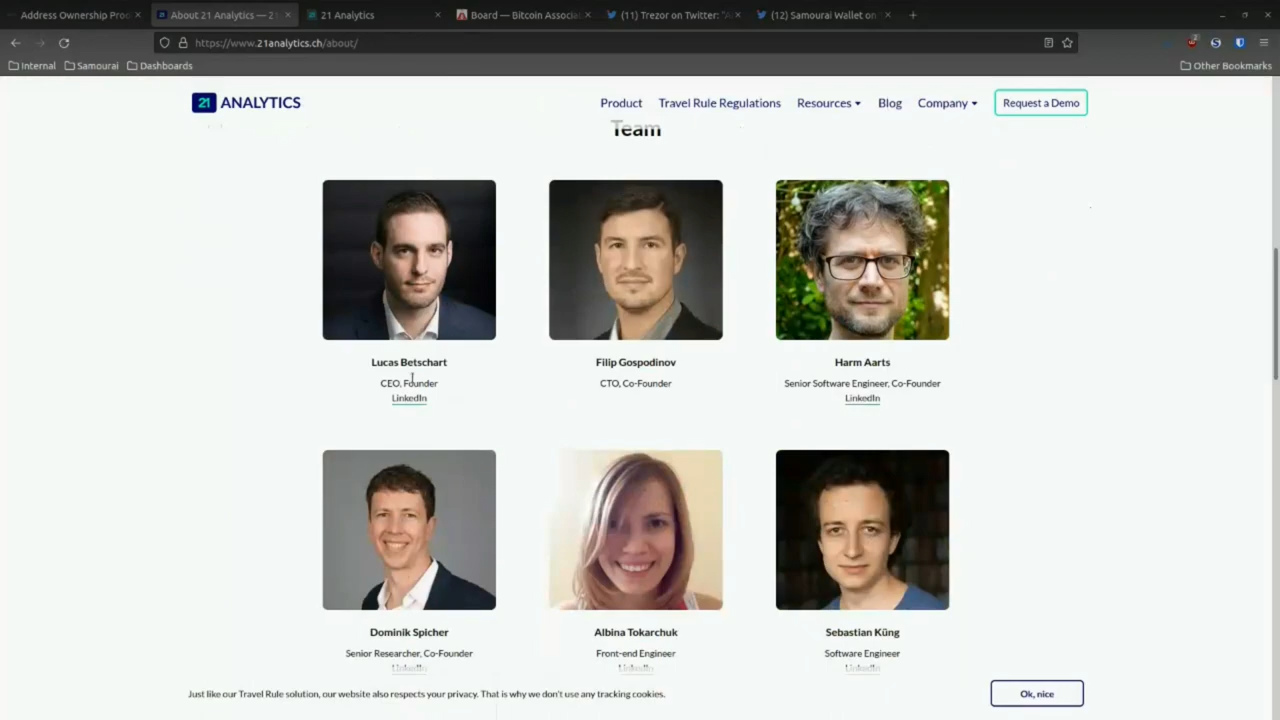 Address Ownership Proo
About 21 Analytics — 21
21 Analytics
Board — Bitcoin Associa
(11) Trezor on Twitter: "A
(12) Samourai Wallet on
https://www.21analytics.ch/about/
Internal
Samourai
Dashboards
Other Bookmarks
21 ANALYTICS
Product
Travel Rule Regulations
Resources
Blog
Company
Request a Demo
Team
Lucas Betschart
Filip Gospodinov
Harm Aarts
CEO, Founder
CTO, Co-Founder
Senior Software Engineer, Co-Founder
LinkedIn
LinkedIn
Dominik Spicher
Albina Tokarchuk
Sebastian Küng
Senior Researcher, Co-Founder
Front-end Engineer
Software Engineer
LinkedIn
LinkedIn
LinkedIn
Just like our Travel Rule solution, our website also respects your privacy. That is why we don't use any tracking cookies.
Ok, nice